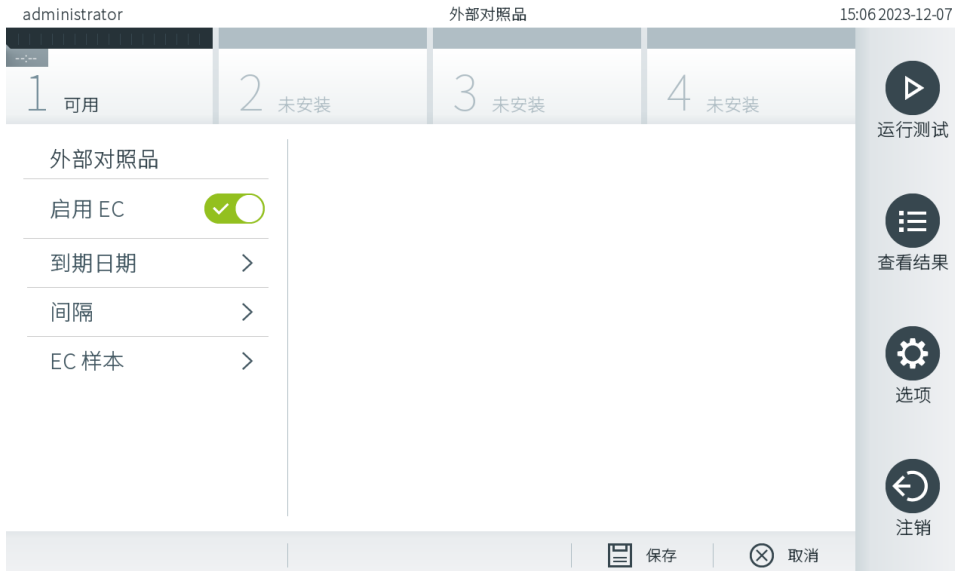 administrator 外部对照品 15:06 2023-12-07
--:--
1 可用 2 未安装 3 未安装 4 未安装
外部对照品
启用 EC
到期日期
间隔
EC 样本
运行测试
查看结果
选项
注销
保存 取消